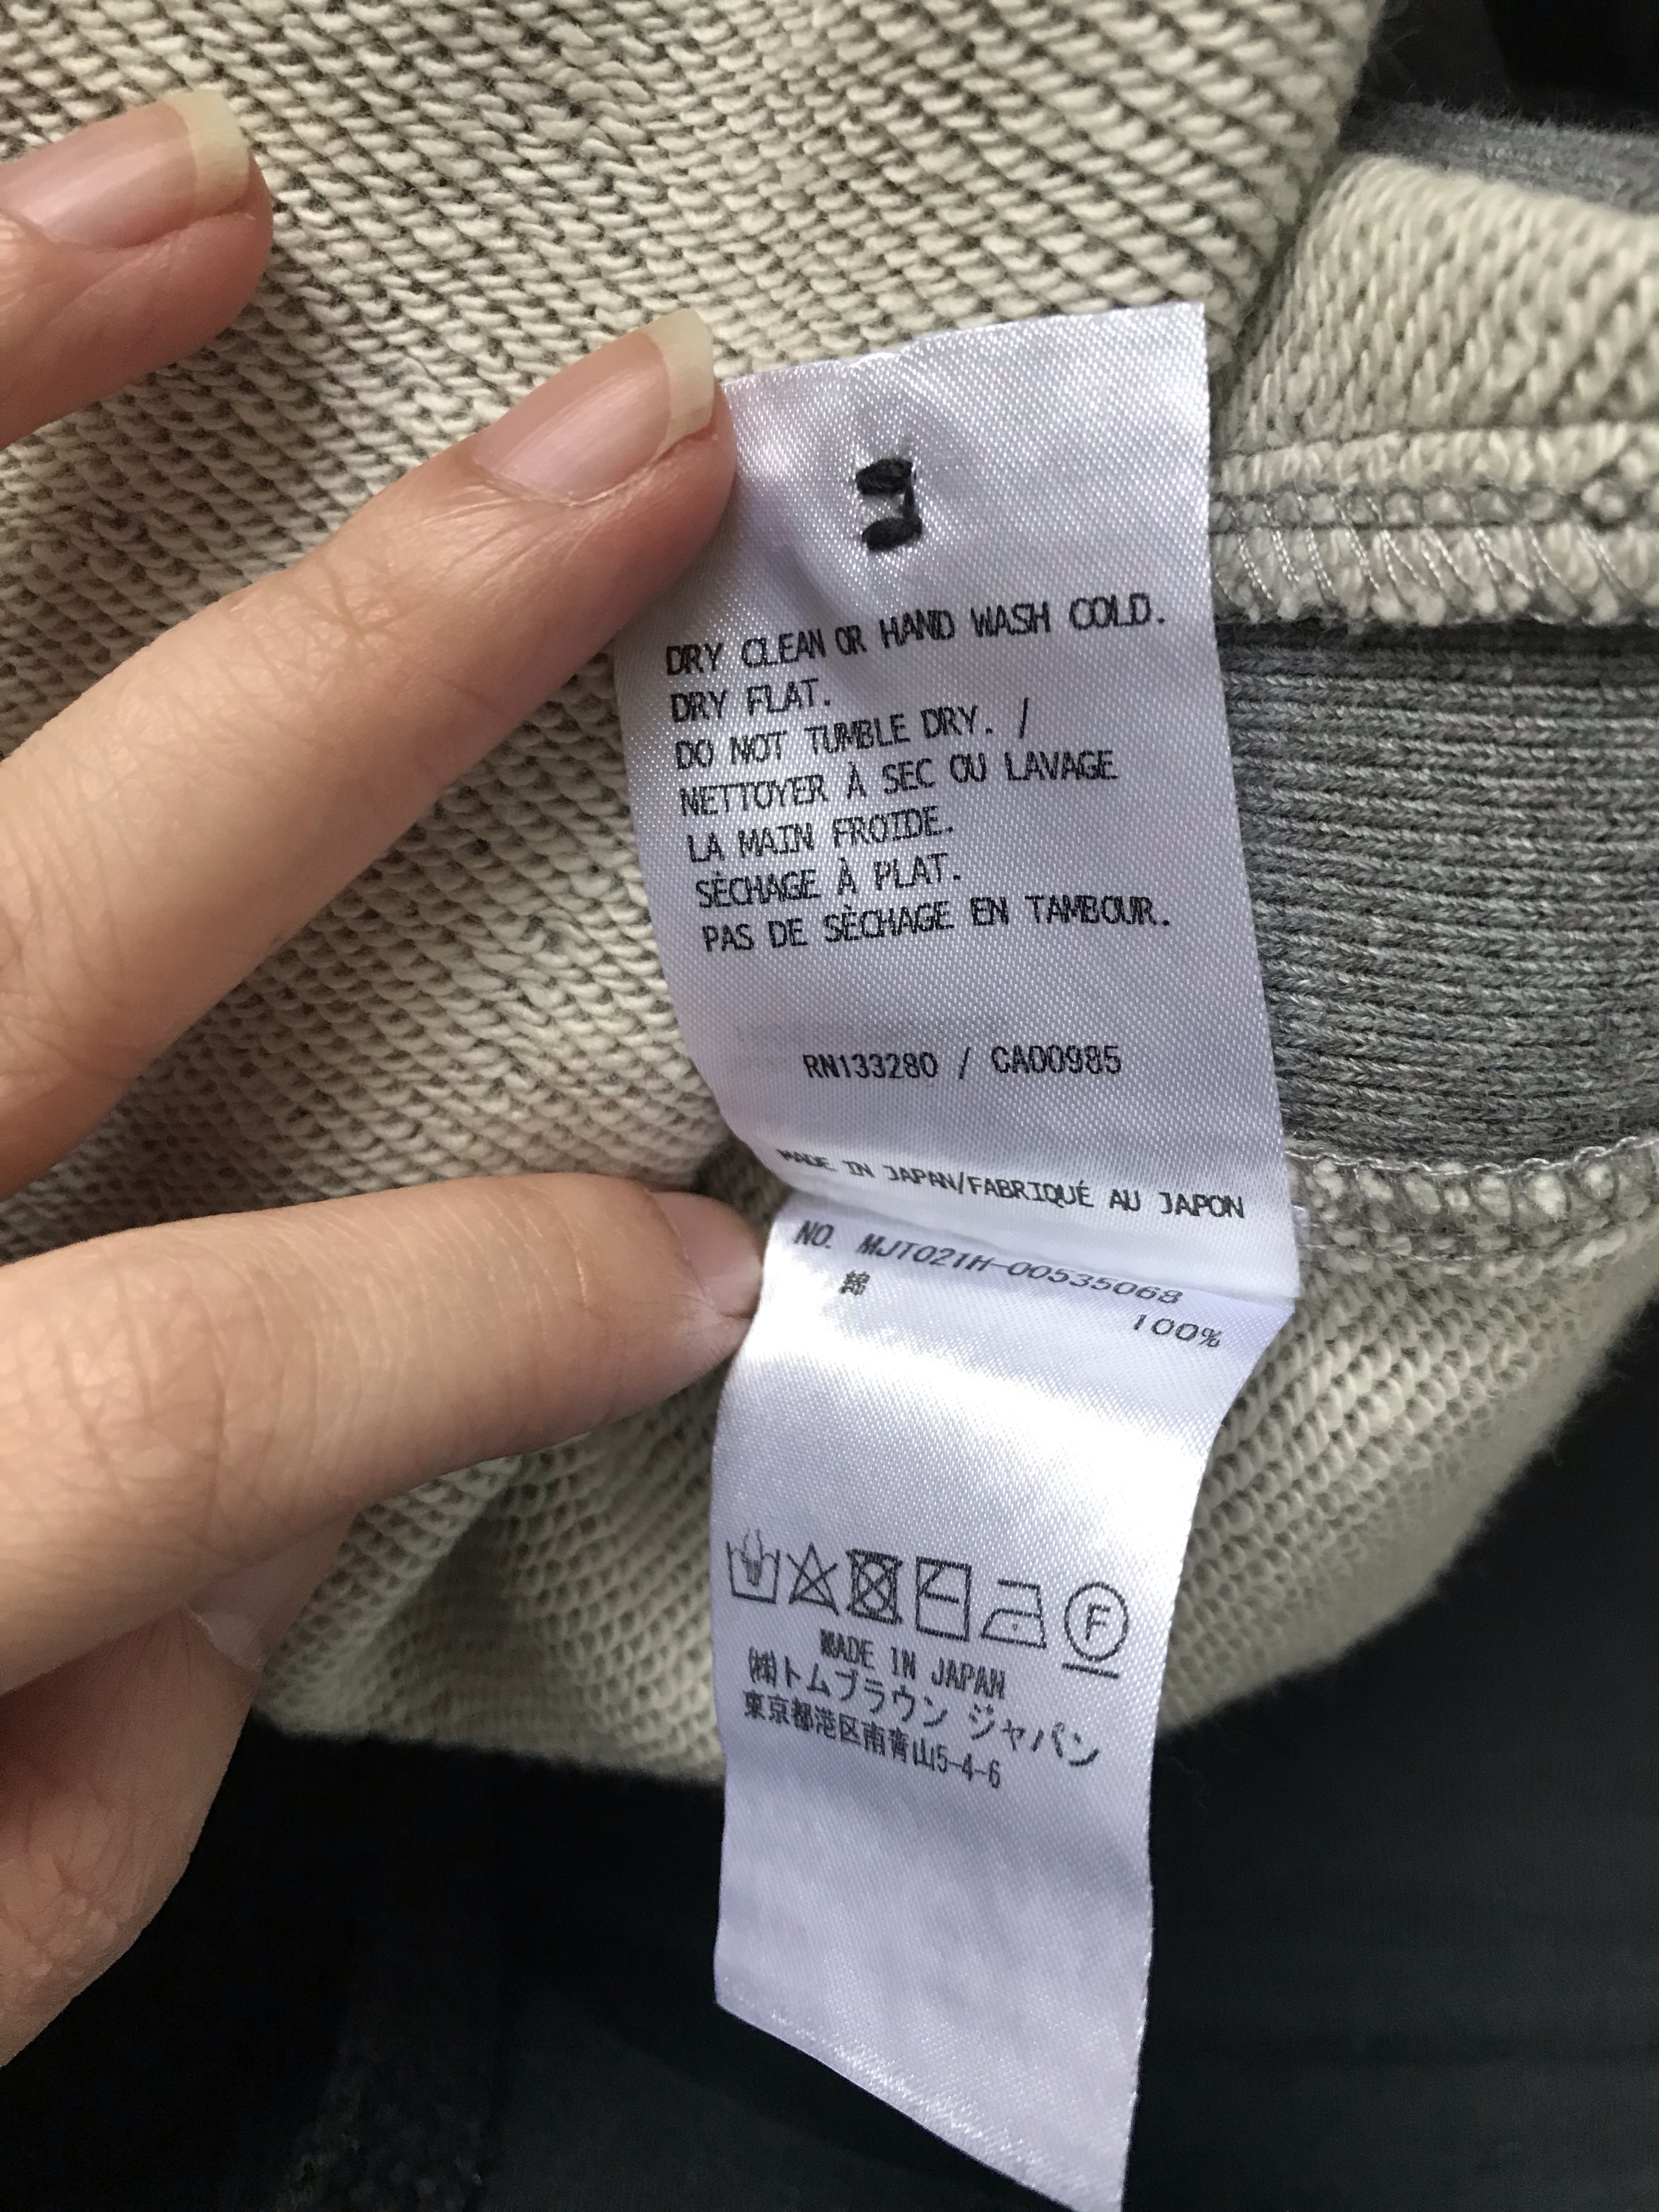 DRY CLEAN OR HAND WASH COLD.
DRY FLAT.
DO NOT TUMBLE DRY. /
NETTOYER À SEC OU LAVAGE
LA MAIN FROIDE.
SÈCHAGE À PLAT.
PAS DE SÈCHAGE EN TAMBOUR.
RN133280 / CA00985
MADE IN JAPAN/FABRIQUÉ AU JAPON
NO. MJT021H-00535068
綿 100%
F
MADE IN JAPAN
㈱トムブラウン ジャパン
東京都港区南青山5-4-6